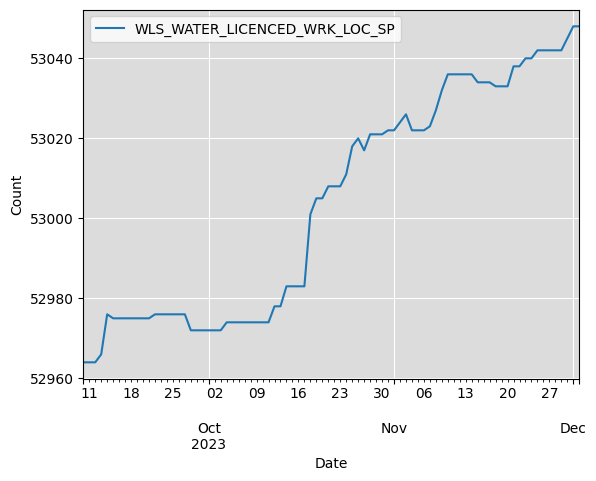 WLS_WATER_LICENCED_WRK_LOC_SP
53040
53020
53000
52980
52960
Count
11 18 25 02 09 16 23 30 06 13 20 27
Oct Nov Dec
2023
Date